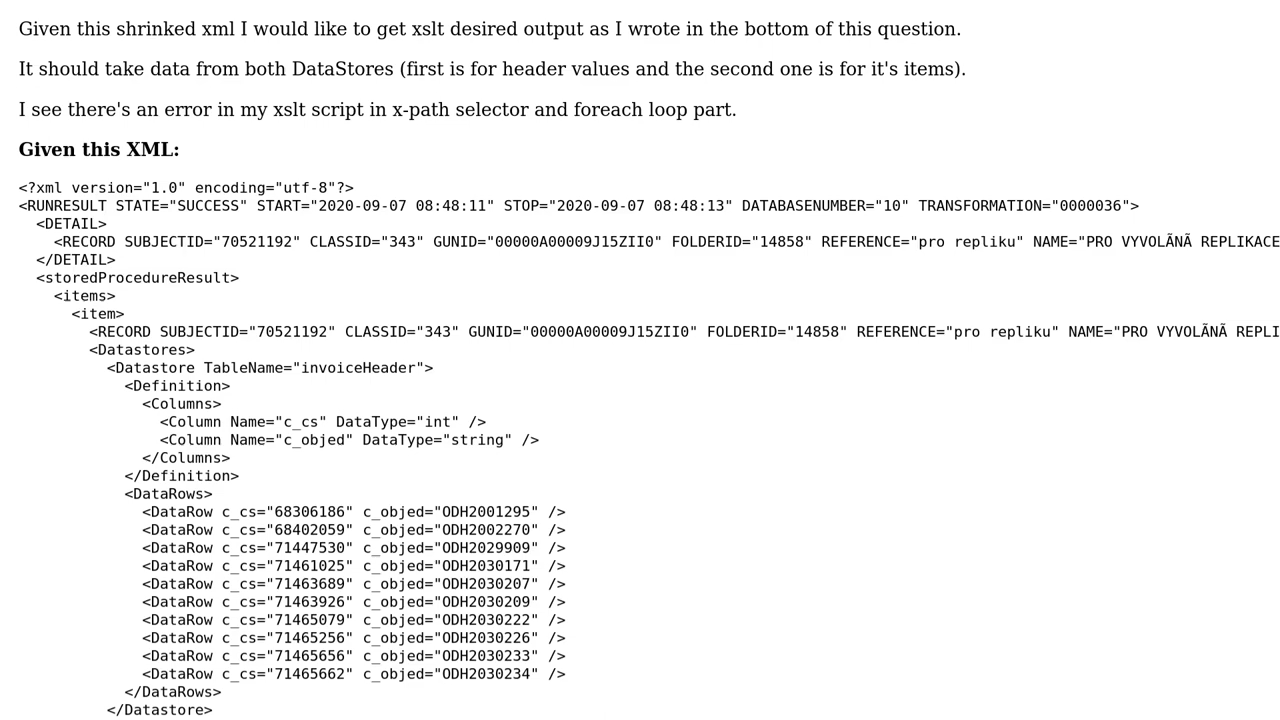 Given this shrinked xml I would like to get xslt desired output as I wrote in the bottom of this question.
It should take data from both DataStores (first is for header values and the second one is for it's items).
I see there's an error in my xslt script in x-path selector and foreach loop part.
Given this XML:
<?xml version="1.0" encoding="utf-8"?>
<RUNRESULT STATE="SUCCESS" START="2020-09-07 08:48:11" STOP="2020-09-07 08:48:13" DATABASENUMBER="10" TRANSFORMATION="0000036">
  <DETAIL>
    <RECORD SUBJECTID="70521192" CLASSID="343" GUNID="00000A00009J15ZII0" FOLDERID="14858" REFERENCE="pro repliku" NAME="PRO VYVOLÃNÃ REPLIKACE
  </DETAIL>
  <storedProcedureResult>
    <items>
      <item>
        <RECORD SUBJECTID="70521192" CLASSID="343" GUNID="00000A00009J15ZII0" FOLDERID="14858" REFERENCE="pro repliku" NAME="PRO VYVOLÃNÃ REPLI
        <Datastores>
          <Datastore TableName="invoiceHeader">
            <Definition>
              <Columns>
                <Column Name="c_cs" DataType="int" />
                <Column Name="c_objed" DataType="string" />
              </Columns>
            </Definition>
            <DataRows>
              <DataRow c_cs="68306186" c_objed="ODH2001295" />
              <DataRow c_cs="68402059" c_objed="ODH2002270" />
              <DataRow c_cs="71447530" c_objed="ODH2029909" />
              <DataRow c_cs="71461025" c_objed="ODH2030171" />
              <DataRow c_cs="71463689" c_objed="ODH2030207" />
              <DataRow c_cs="71463926" c_objed="ODH2030209" />
              <DataRow c_cs="71465079" c_objed="ODH2030222" />
              <DataRow c_cs="71465256" c_objed="ODH2030226" />
              <DataRow c_cs="71465656" c_objed="ODH2030233" />
              <DataRow c_cs="71465662" c_objed="ODH2030234" />
            </DataRows>
          </Datastore>